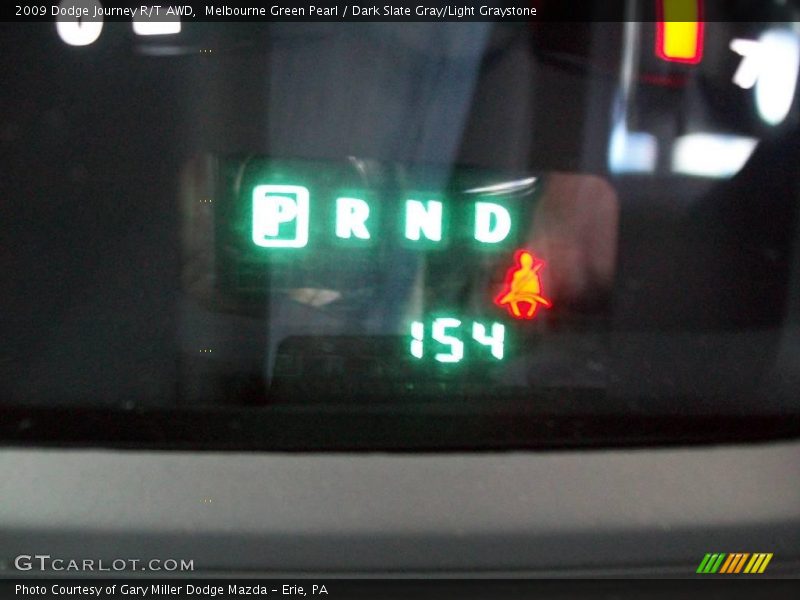 2009 Dodge Journey R/T AWD,  Melbourne Green Pearl / Dark Slate Gray/Light Graystone
P R N D
154
GTCARLOT.COM
Photo Courtesy of Gary Miller Dodge Mazda - Erie, PA